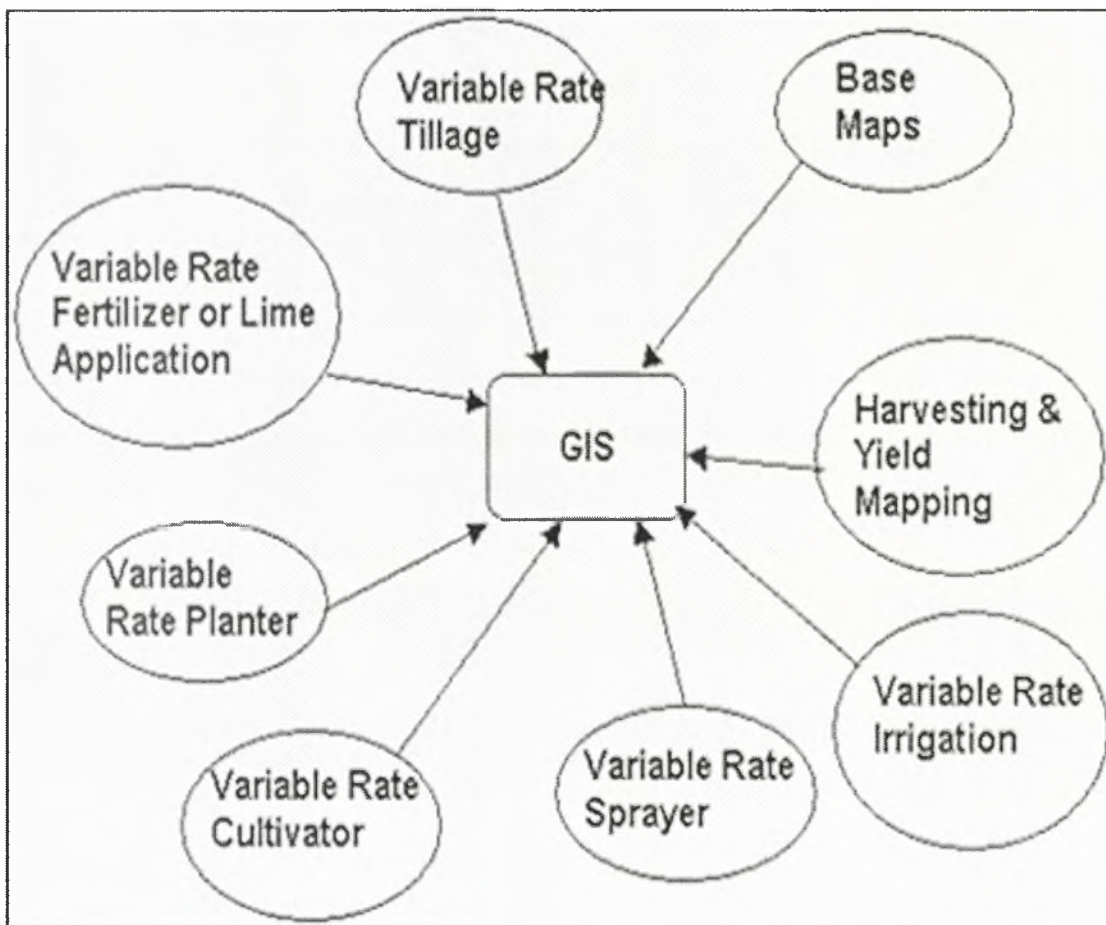 Variable Rate
Tillage
Base
Maps
Variable Rate
Fertilizer or Lime
Application
GIS
Harvesting &
Yield
Mapping
Variable
Rate Planter
Variable Rate
Irrigation
Variable Rate
Cultivator
Variable Rate
Sprayer